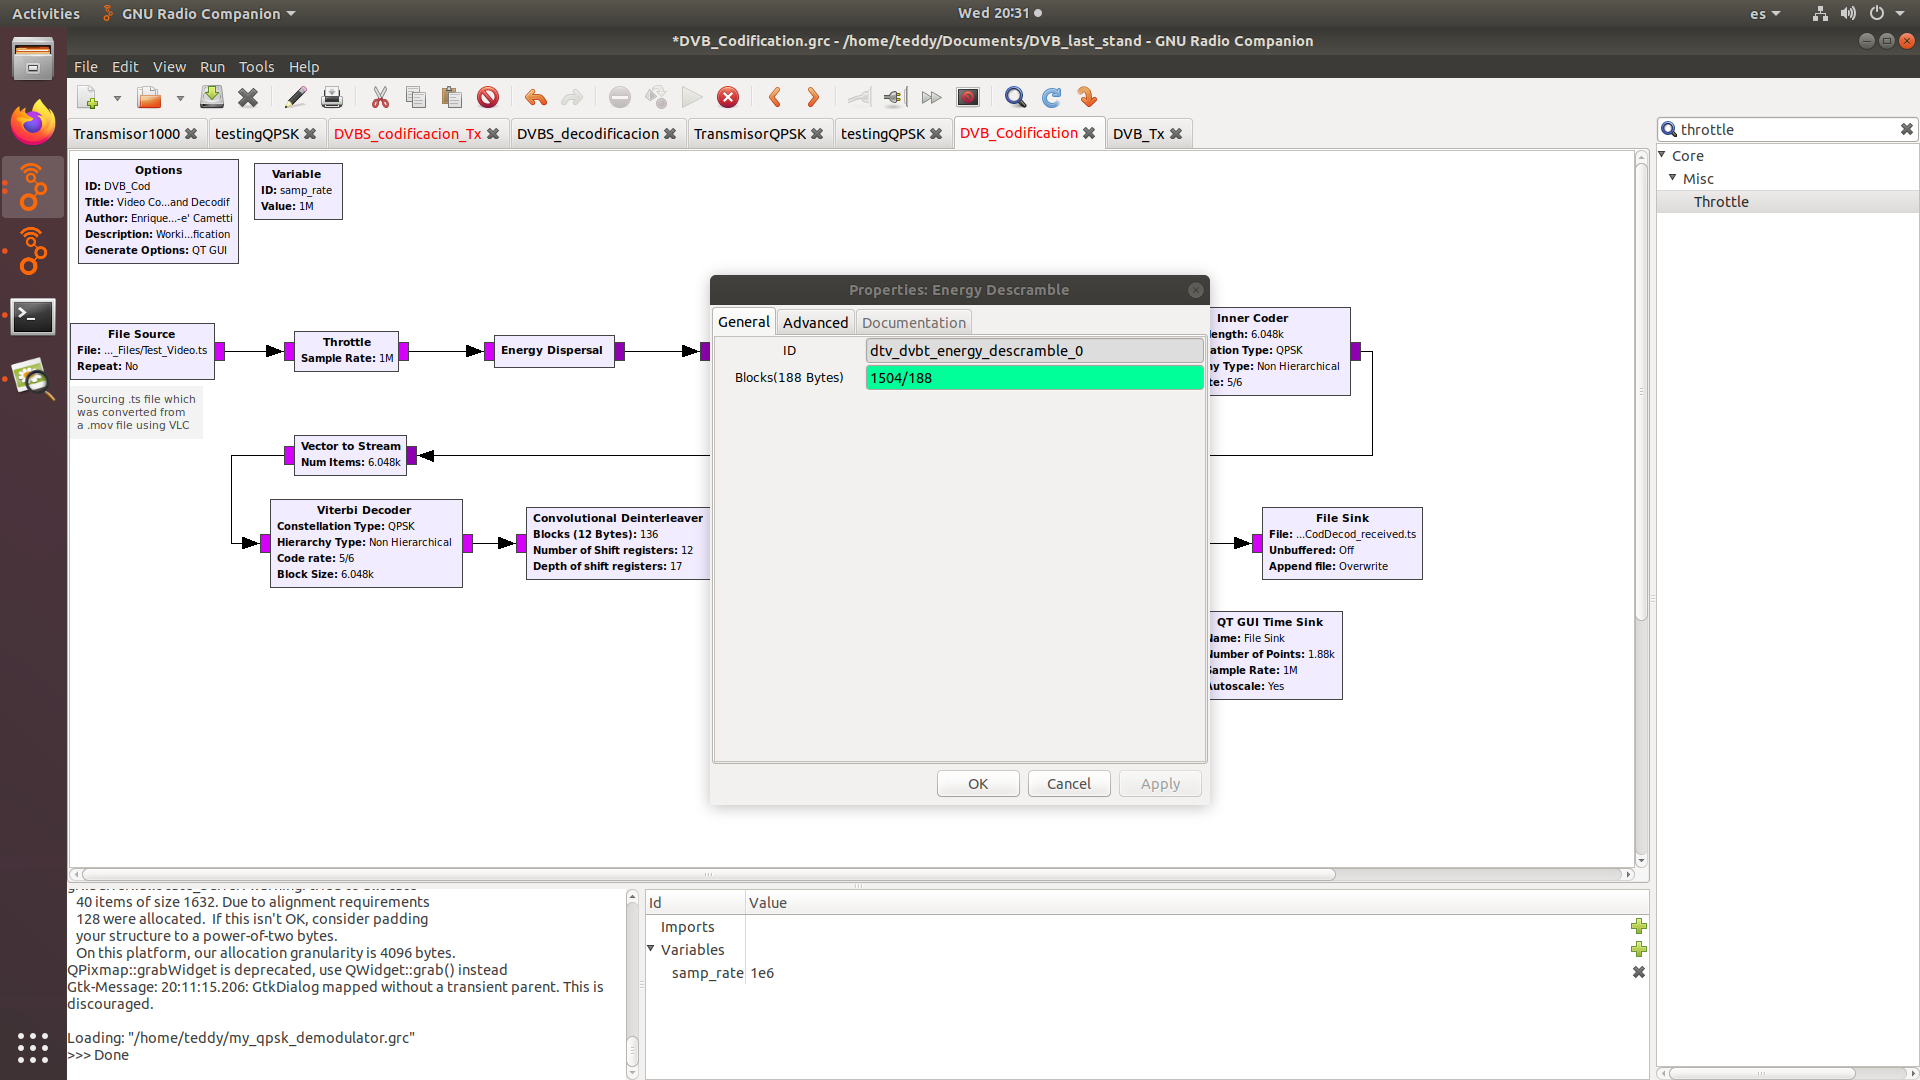 Activities
GNU Radio Companion
Wed 20:31
es
*DVB_Codification.grc - /home/teddy/Documents/DVB_last_stand - GNU Radio Companion
File Edit View Run Tools Help
Transmisor1000
testingQPSK
DVBS_codificacion_Tx
DVBS_decodificacion
TransmisorQPSK
testingQPSK
DVB_Codification
DVB_Tx
throttle
Core
Misc
Throttle
Options
ID: DVB_Cod
Title: Video Co...and Decodif
Author: Enrique...-e' Cametti
Description: Worki...fication
Generate Options: QT GUI
Variable
ID: samp_rate
Value: 1M
File Source
File: ..._Files/Test_Video.ts
Repeat: No
Sourcing .ts file which
was converted from
a .mov file using VLC
Throttle
Sample Rate: 1M
Energy Dispersal
Inner Coder
ength: 6.048k
ation Type: QPSK
y Type: Non Hierarchical
te: 5/6
Vector to Stream
Num Items: 6.048k
Viterbi Decoder
Constellation Type: QPSK
Hierarchy Type: Non Hierarchical
Code rate: 5/6
Block Size: 6.048k
Convolutional Deinterleaver
Blocks (12 Bytes): 136
Number of Shift registers: 12
Depth of shift registers: 17
File Sink
File: ...CodDecod_received.ts
Unbuffered: Off
Append file: Overwrite
QT GUI Time Sink
Name: File Sink
Number of Points: 1.88k
Sample Rate: 1M
Autoscale: Yes
Properties: Energy Descramble
General
Advanced
Documentation
ID
dtv_dvbt_energy_descramble_0
Blocks(188 Bytes)
1504/188
OK
Cancel
Apply
40 items of size 1632. Due to alignment requirements
128 were allocated. If this isn't OK, consider padding
your structure to a power-of-two bytes.
On this platform, our allocation granularity is 4096 bytes.
QPixmap::grabWidget is deprecated, use QWidget::grab() instead
Gtk-Message: 20:11:15.206: GtkDialog mapped without a transient parent. This is
discouraged.
Loading: "/home/teddy/my_qpsk_demodulator.grc"
>>> Done
Id
Value
Imports
Variables
samp_rate
1e6